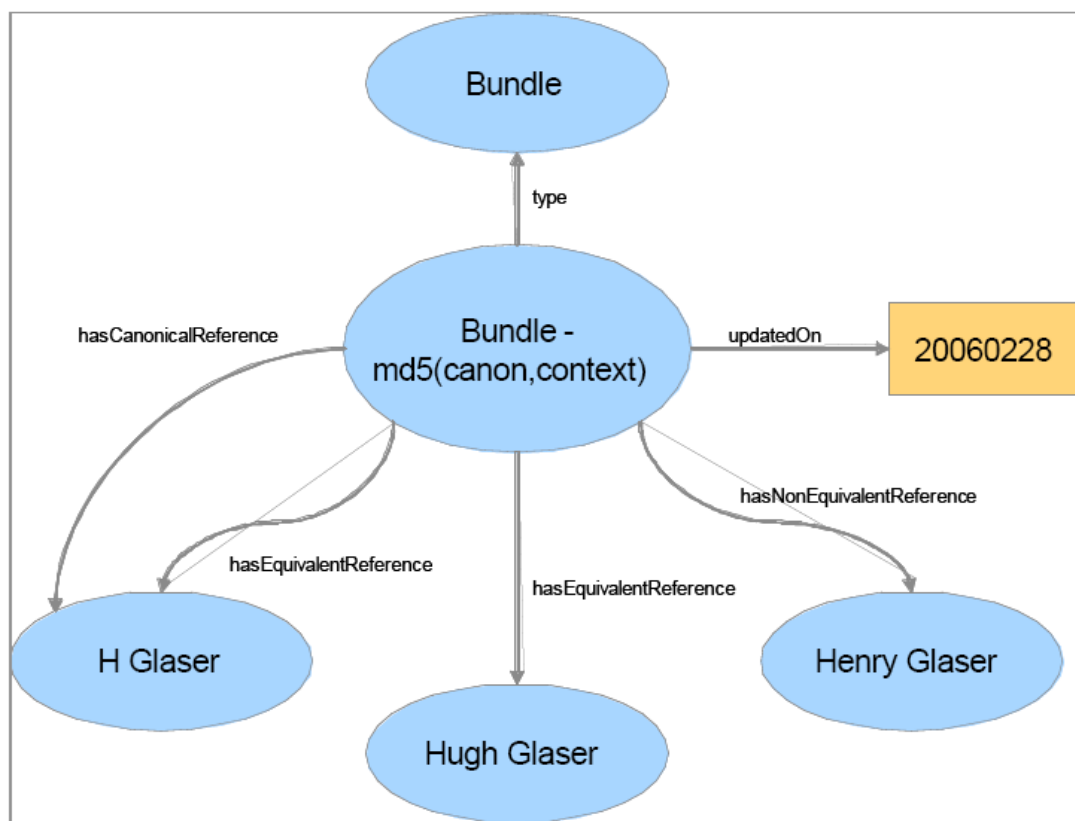 Bundle
type
hasCanonicalReference
Bundle -
md5(canon,context)
updatedOn
20060228
hasNonEquivalentReference
hasEquivalentReference
hasEquivalentReference
H Glaser
Henry Glaser
Hugh Glaser